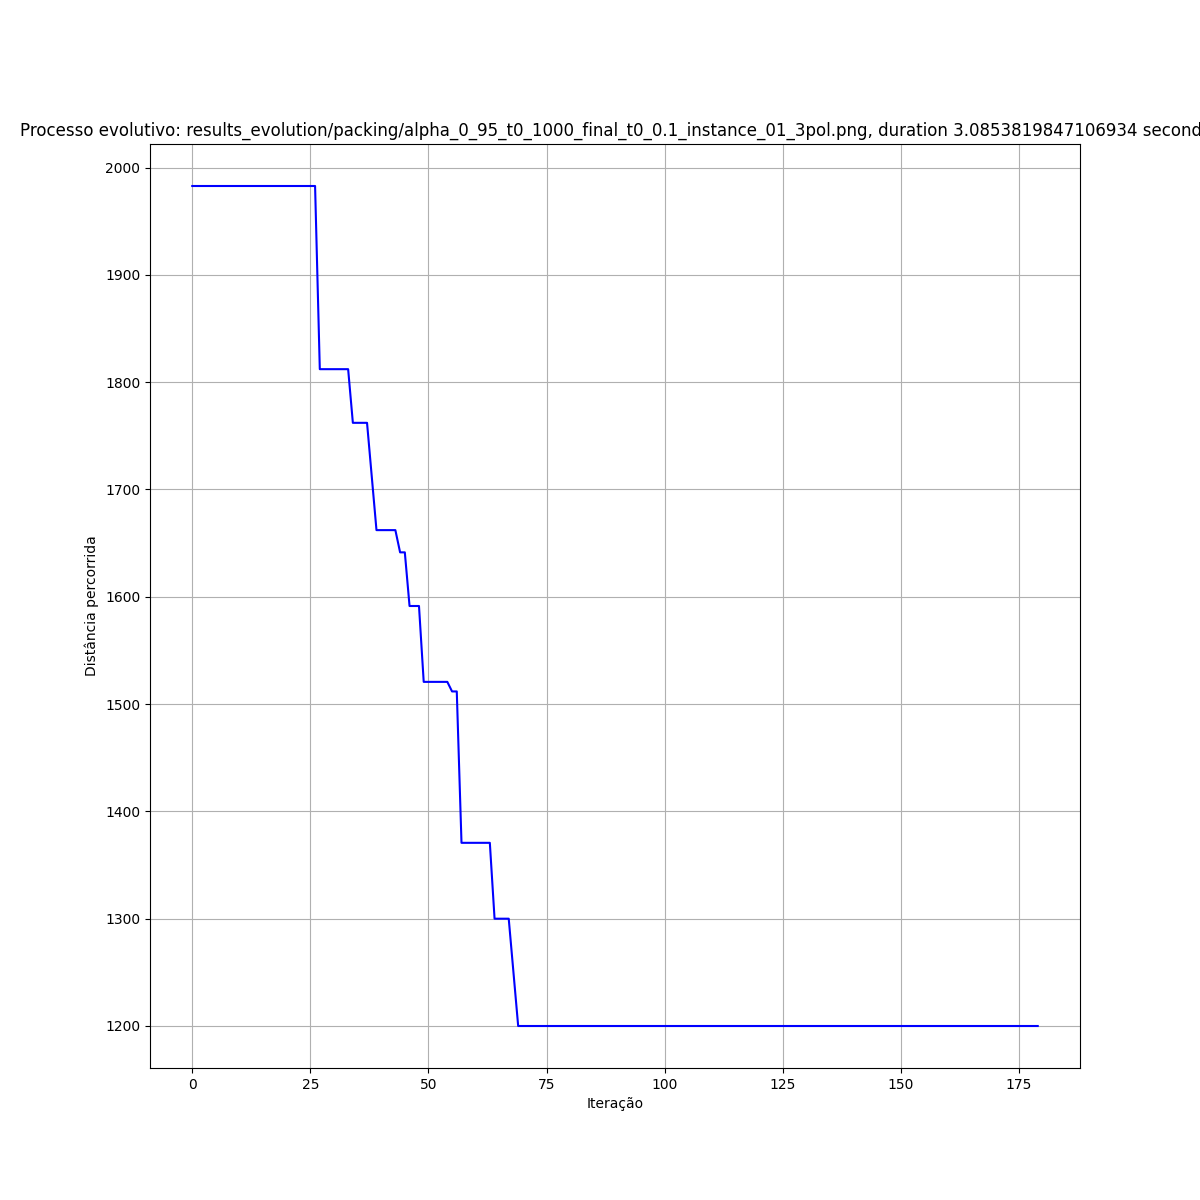 Processo evolutivo: results_evolution/packing/alpha_0_95_t0_1000_final_t0_0.1_instance_01_3pol.png, duration 3.0853819847106934 second
2000
1900
1800
1700
1600
1500
1400
1300
1200
Distância percorrida
0 25 50 75 100 125 150 175
Iteração